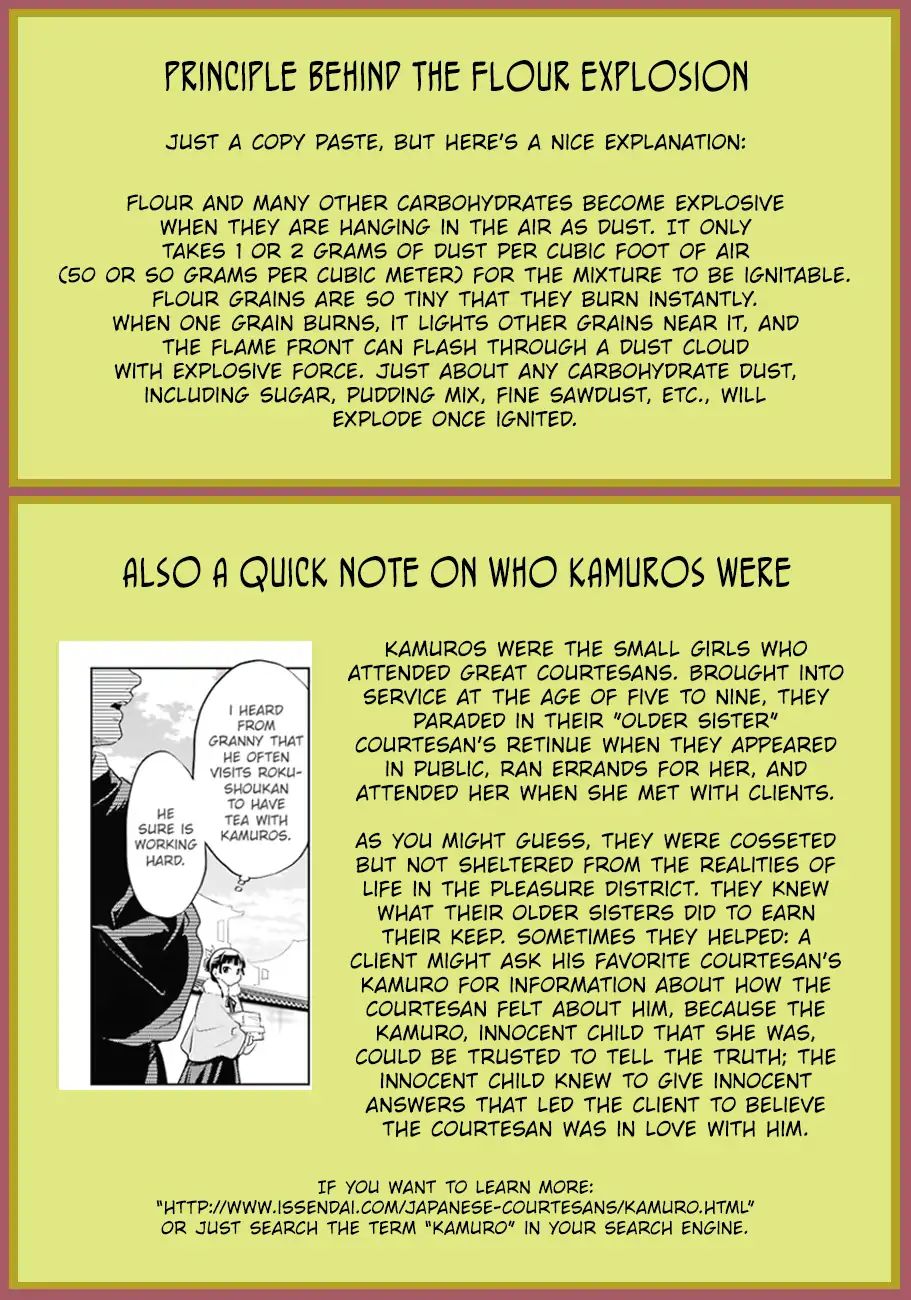 PRINCIPLE BEHIND THE FLOUR EXPLOSION
JUST A COPY PASTE, BUT HERE'S A NICE EXPLANATION:
FLOUR AND MANY OTHER CARBOHYDRATES BECOME EXPLOSIVE
WHEN THEY ARE HANGING IN THE AIR AS DUST. IT ONLY
TAKES 1 OR 2 GRAMS OF DUST PER CUBIC FOOT OF AIR
(50 OR SO GRAMS PER CUBIC METER) FOR THE MIXTURE TO BE IGNITABLE.
FLOUR GRAINS ARE SO TINY THAT THEY BURN INSTANTLY.
WHEN ONE GRAIN BURNS, IT LIGHTS OTHER GRAINS NEAR IT, AND
THE FLAME FRONT CAN FLASH THROUGH A DUST CLOUD
WITH EXPLOSIVE FORCE. JUST ABOUT ANY CARBOHYDRATE DUST,
INCLUDING SUGAR, PUDDING MIX, FINE SAWDUST, ETC., WILL
EXPLODE ONCE IGNITED.
ALSO A QUICK NOTE ON WHO KAMUROS WERE
I HEARD
FROM
GRANNY THAT
HE OFTEN
VISITS ROKU-
SHOUKAN
TO HAVE
TEA WITH
KAMUROS.
HE
SURE IS
WORKING
HARD.
KAMUROS WERE THE SMALL GIRLS WHO
ATTENDED GREAT COURTESANS. BROUGHT INTO
SERVICE AT THE AGE OF FIVE TO NINE, THEY
PARADED IN THEIR "OLDER SISTER"
COURTESAN'S RETINUE WHEN THEY APPEARED
IN PUBLIC, RAN ERRANDS FOR HER, AND
ATTENDED HER WHEN SHE MET WITH CLIENTS.
AS YOU MIGHT GUESS, THEY WERE COSSETED
BUT NOT SHELTERED FROM THE REALITIES OF
LIFE IN THE PLEASURE DISTRICT. THEY KNEW
WHAT THEIR OLDER SISTERS DID TO EARN
THEIR KEEP. SOMETIMES THEY HELPED: A
CLIENT MIGHT ASK HIS FAVORITE COURTESAN'S
KAMURO FOR INFORMATION ABOUT HOW THE
COURTESAN FELT ABOUT HIM, BECAUSE THE
KAMURO, INNOCENT CHILD THAT SHE WAS,
COULD BE TRUSTED TO TELL THE TRUTH; THE
INNOCENT CHILD KNEW TO GIVE INNOCENT
ANSWERS THAT LED THE CLIENT TO BELIEVE
THE COURTESAN WAS IN LOVE WITH HIM.
IF YOU WANT TO LEARN MORE:
"HTTP://WWW.ISSENDAI.COM/JAPANESE-COURTESANS/KAMURO.HTML"
OR JUST SEARCH THE TERM "KAMURO" IN YOUR SEARCH ENGINE.